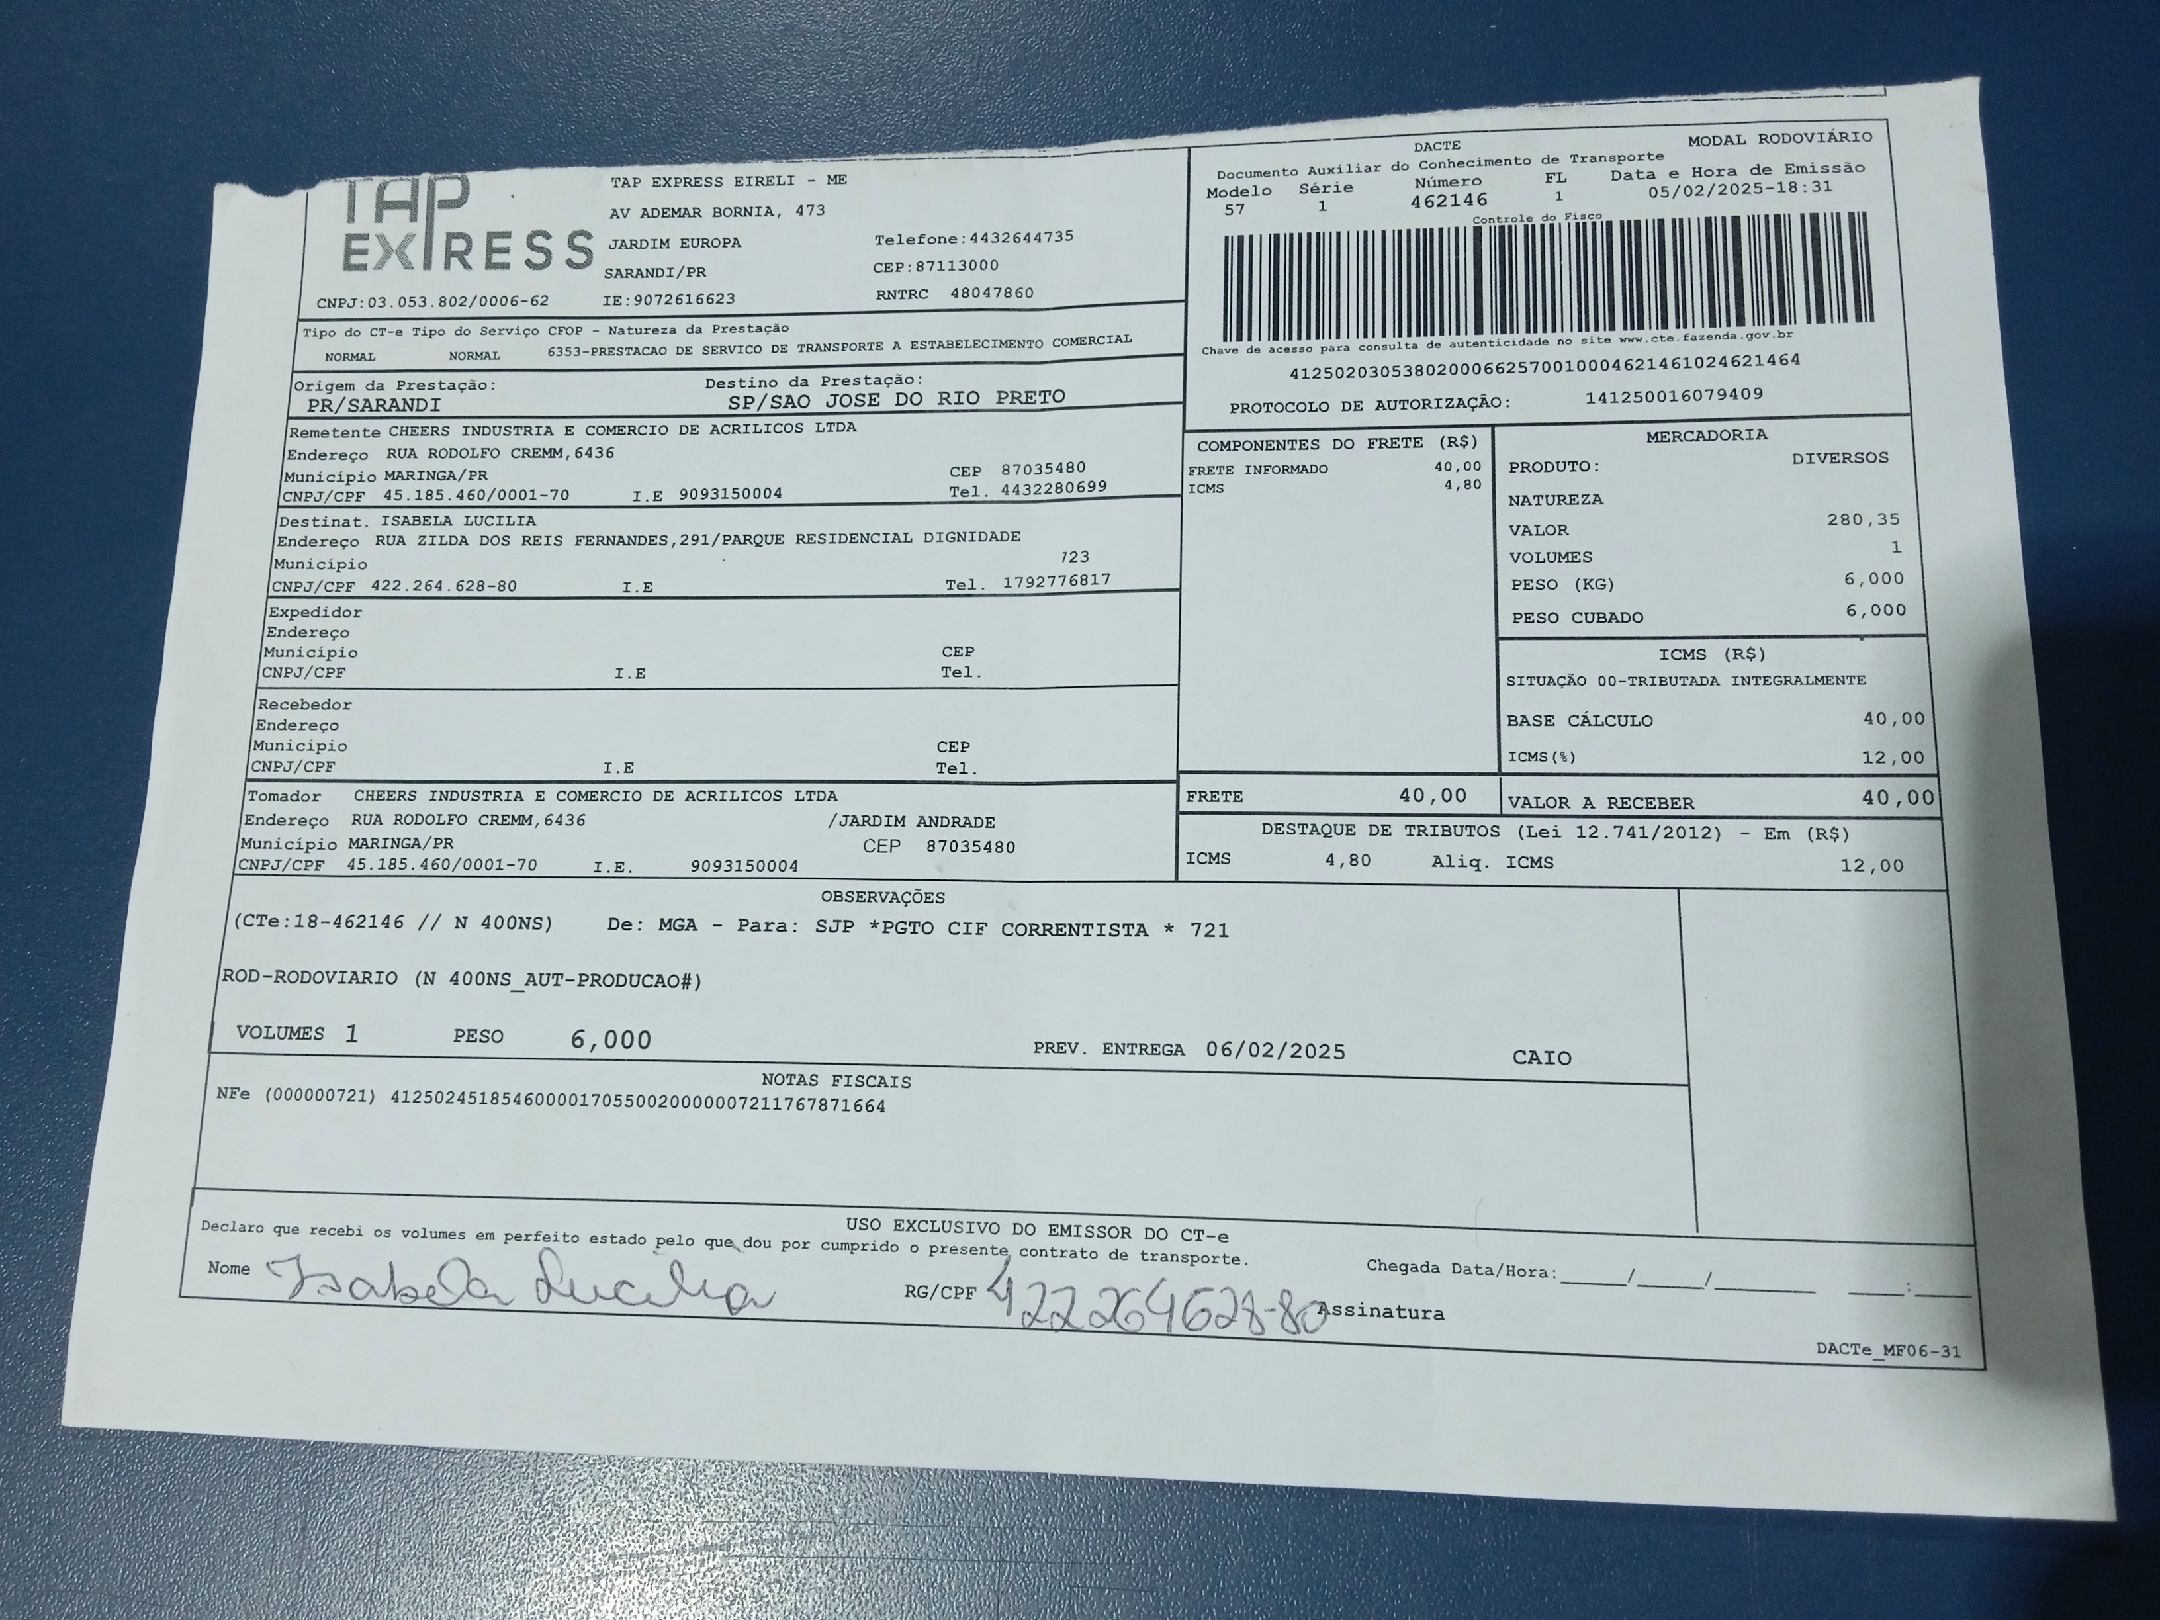 TAP
EXPRESS
CNPJ:03.053.802/0006-62
TAP EXPRESS EIRELI - ME
AV ADEMAR BORNIA, 473
JARDIM EUROPA
Telefone:4432644735
SARANDI/PR
CEP:87113000
IE:9072616623
RNTRC 48047860
DACTE
MODAL RODOVIÁRIO
Documento Auxiliar do Conhecimento de Transporte
Modelo Série Número FL Data e Hora de Emissão
57 1 462146 1 05/02/2025-18:31
Controle do Fisco
Chave de acesso para consulta de autenticidade no site www.cte.fazenda.gov.br
41250203053802000662570010004621461024621464
PROTOCOLO DE AUTORIZAÇÃO: 141250016079409
Tipo do CT-e Tipo do Serviço CFOP - Natureza da Prestação
NORMAL NORMAL 6353-PRESTACAO DE SERVICO DE TRANSPORTE A ESTABELECIMENTO COMERCIAL
Origem da Prestação: Destino da Prestação:
PR/SARANDI SP/SAO JOSE DO RIO PRETO
Remetente CHEERS INDUSTRIA E COMERCIO DE ACRILICOS LTDA
Endereço RUA RODOLFO CREMM,6436
Município MARINGA/PR CEP 87035480
CNPJ/CPF 45.185.460/0001-70 I.E 9093150004 Tel. 4432280699
Destinat. ISABELA LUCILIA
Endereço RUA ZILDA DOS REIS FERNANDES,291/PARQUE RESIDENCIAL DIGNIDADE
Município 723
CNPJ/CPF 422.264.628-80 I.E Tel. 1792776817
Expedidor
Endereço
Município CEP
CNPJ/CPF I.E Tel.
Recebedor
Endereço
Município CEP
CNPJ/CPF I.E Tel.
Tomador CHEERS INDUSTRIA E COMERCIO DE ACRILICOS LTDA
Endereço RUA RODOLFO CREMM,6436 /JARDIM ANDRADE
Município MARINGA/PR CEP 87035480
CNPJ/CPF 45.185.460/0001-70 I.E. 9093150004
COMPONENTES DO FRETE (R$)
FRETE INFORMADO 40,00
ICMS 4,80
MERCADORIA
PRODUTO: DIVERSOS
NATUREZA
VALOR 280,35
VOLUMES 1
PESO (KG) 6,000
PESO CUBADO 6,000
ICMS (R$)
SITUAÇÃO 00-TRIBUTADA INTEGRALMENTE
BASE CÁLCULO 40,00
ICMS(%) 12,00
FRETE 40,00 VALOR A RECEBER 40,00
DESTAQUE DE TRIBUTOS (Lei 12.741/2012) - Em (R$)
ICMS 4,80 Aliq. ICMS 12,00
OBSERVAÇÕES
(CTe:18-462146 // N 400NS) De: MGA - Para: SJP *PGTO CIF CORRENTISTA * 721
ROD-RODOVIARIO (N 400NS_AUT-PRODUCAO#)
VOLUMES 1 PESO 6,000 PREV. ENTREGA 06/02/2025 CAIO
NOTAS FISCAIS
NFe (000000721) 41250245185460000170550020000007211767871664
USO EXCLUSIVO DO EMISSOR DO CT-e
Declaro que recebi os volumes em perfeito estado pelo que dou por cumprido o presente contrato de transporte.
Nome Isabela Lucilia RG/CPF 422264628-80 Assinatura
Chegada Data/Hora:_____/_____/_______ ____:____
DACTe_MF06-31